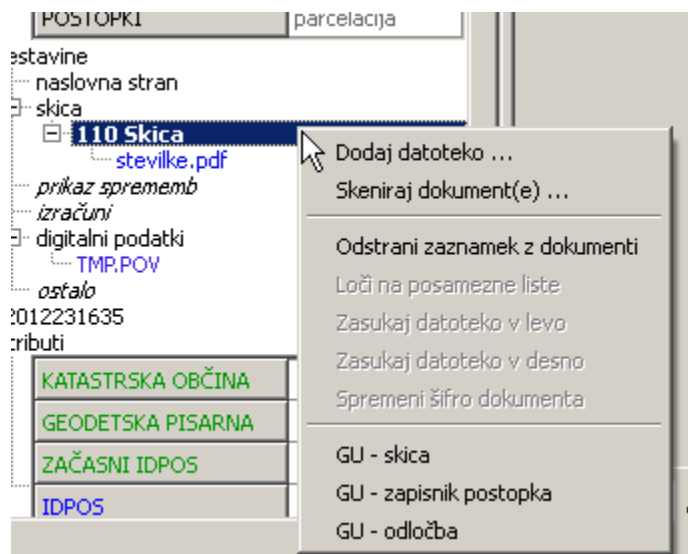 POSTOPKI parcelacija
estavine
naslovna stran
skica
110 Skica
stevilke.pdf
prikaz sprememb
izračuni
digitalni podatki
TMP.POV
ostalo
2012231635
tributi
KATASTRSKA OBČINA
GEODETSKA PISARNA
ZAČASNI IDPOS
IDPOS
Dodaj datoteko ...
Skeniraj dokument(e) ...
Odstrani zaznamek z dokumenti
Loči na posamezne liste
Zasukaj datoteko v levo
Zasukaj datoteko v desno
Spremeni šifro dokumenta
GU - skica
GU - zapisnik postopka
GU - odločba